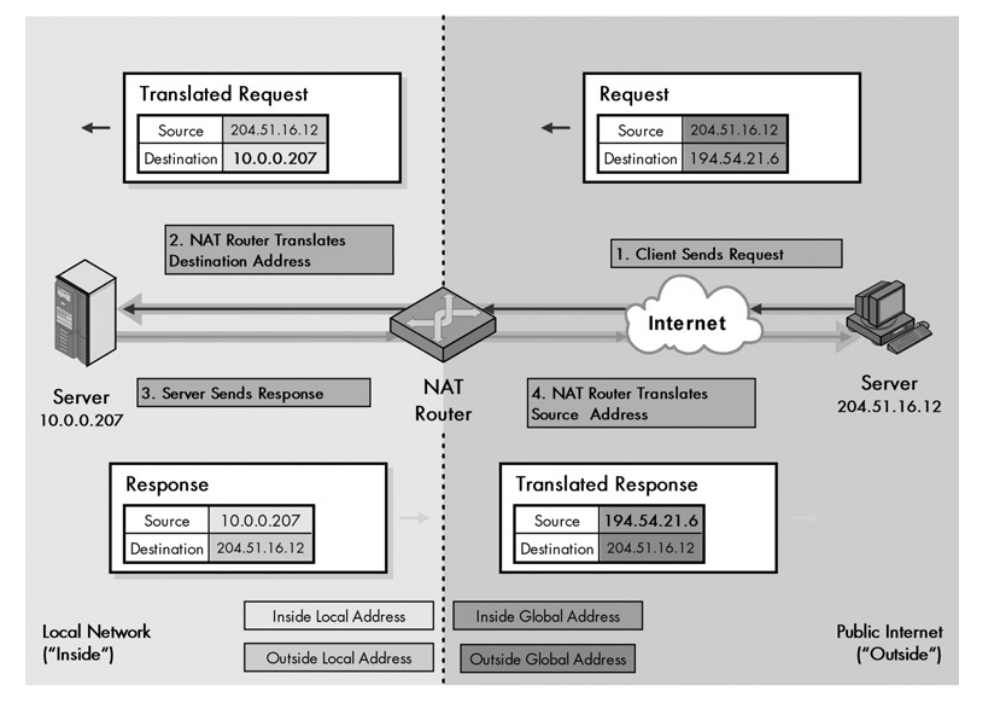 Translated Request
Source 204.51.16.12
Destination 10.0.0.207
Request
Source 204.51.16.12
Destination 194.54.21.6
2. NAT Router Translates
Destination Address
1. Client Sends Request
Internet
Server
10.0.0.207
NAT
Router
Server
204.51.16.12
3. Server Sends Response
4. NAT Router Translates
Source Address
Response
Source 10.0.0.207
Destination 204.51.16.12
Translated Response
Source 194.54.21.6
Destination 204.51.16.12
Local Network
("Inside")
Inside Local Address
Outside Local Address
Inside Global Address
Outside Global Address
Public Internet
("Outside")